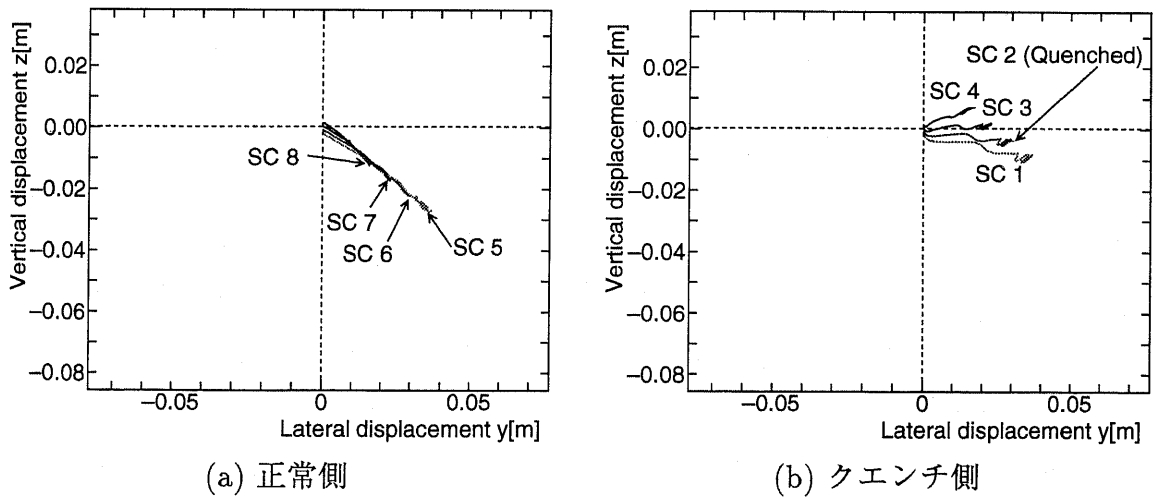 Vertical displacement z[m]
0.02
0.00
−0.02
−0.04
−0.06
−0.08
−0.05
0
0.05
Lateral displacement y[m]
SC 8
SC 7
SC 6
SC 5
(a) 正常側
Vertical displacement z[m]
0.02
0.00
−0.02
−0.04
−0.06
−0.08
−0.05
0
0.05
Lateral displacement y[m]
SC 2 (Quenched)
SC 4
SC 3
SC 1
(b) クエンチ側